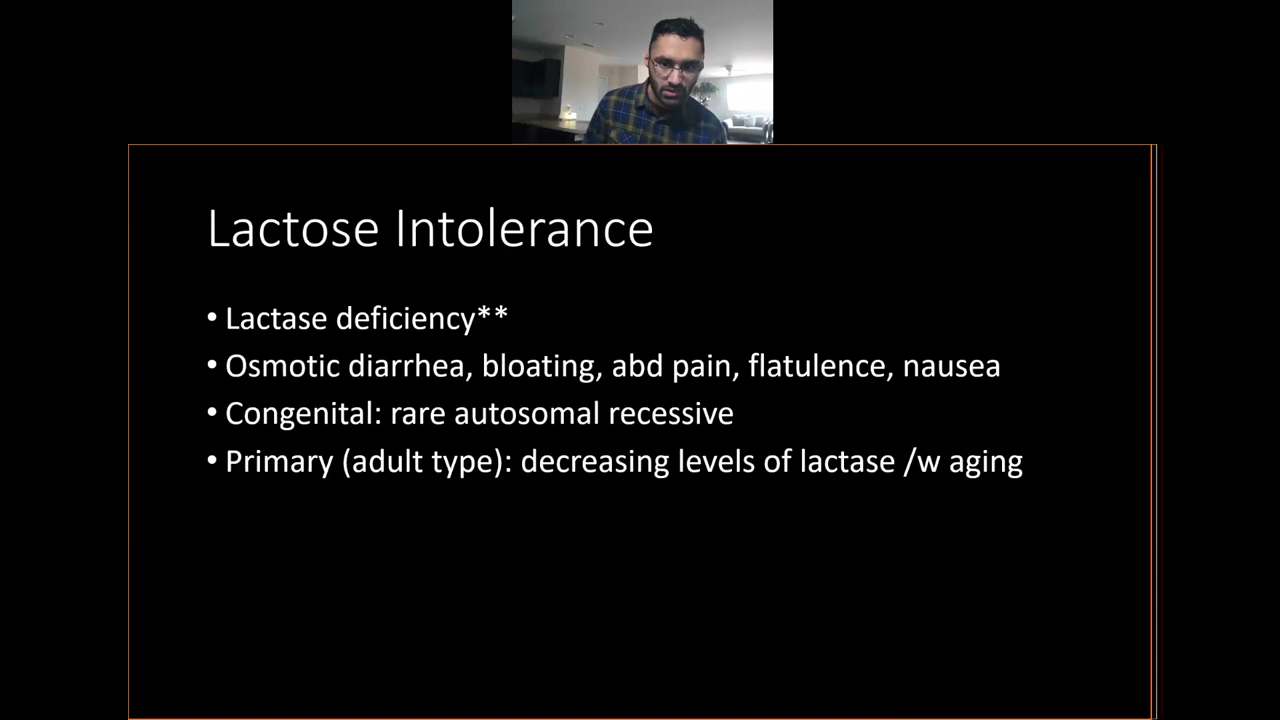 Lactose Intolerance
• Lactase deficiency**
• Osmotic diarrhea, bloating, abd pain, flatulence, nausea
• Congenital: rare autosomal recessive
• Primary (adult type): decreasing levels of lactase /w aging